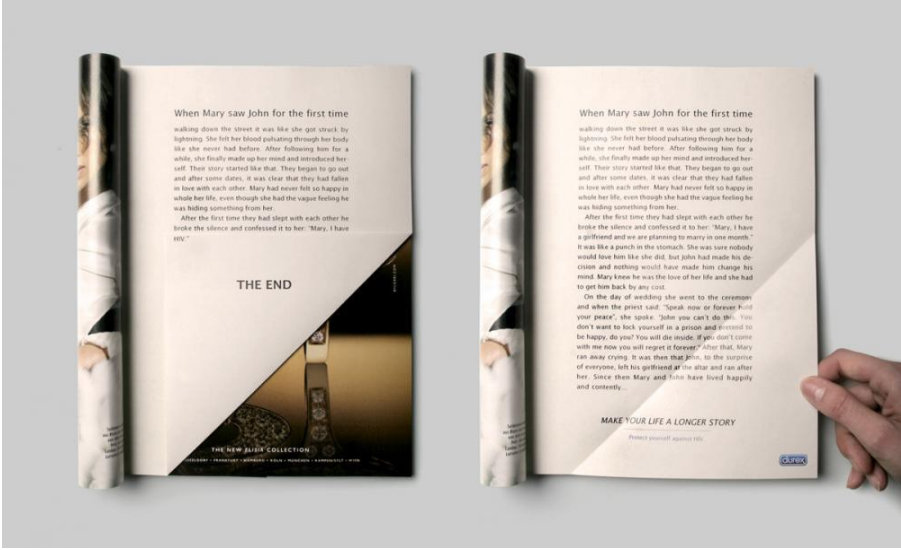 When Mary saw John for the first time
walking down the street it was like she got struck by
lightning. She felt her blood pulsating through her body
like she never had before. After following him for a
while, she finally made up her mind and introduced her-
self. Their story started like that. They began to go out
and after some dates, it was clear that they had fallen
in love with each other. Mary had never felt so happy in
whole her life, even though she had the vague feeling he
was hiding something from her.
After the first time they had slept with each other he
broke the silence and confessed it to her: "Mary, I have
HIV."
THE END
THE NEW ELISIA COLLECTION
When Mary saw John for the first time
walking down the street it was like she got struck by
lightning. She felt her blood pulsating through her body
like she never had before. After following him for a
while, she finally made up her mind and introduced her-
self. Their story started like that. They began to go out
and after some dates, it was clear that they had fallen
in love with each other. Mary had never felt so happy in
whole her life, even though she had the vague feeling he
was hiding something from her.
After the first time they had slept with each other he
broke the silence and confessed it to her: "Mary, I have
a girlfriend and we are planning to marry in one month."
It was like a punch in the stomach. She was sure nobody
would love him like she did, but John had made his de-
cision and nothing would have made him change his
mind. Mary knew he was the love of her life and she had
to get him back by any cost.
On the day of wedding she went to the ceremony
and when the priest said: "Speak now or forever hold
your peace", she spoke. "John you can't do this. You
don't want to lock yourself in a prison and pretend to
be happy, do you? You will die inside. If you don't come
with me now you will regret it forever." After that, Mary
ran away crying. It was then that John, to the surprise
of everyone, left his girlfriend at the altar and ran after
her. Since then Mary and John have lived happily
and contently...
MAKE YOUR LIFE A LONGER STORY
Protect yourself against HIV.
durex